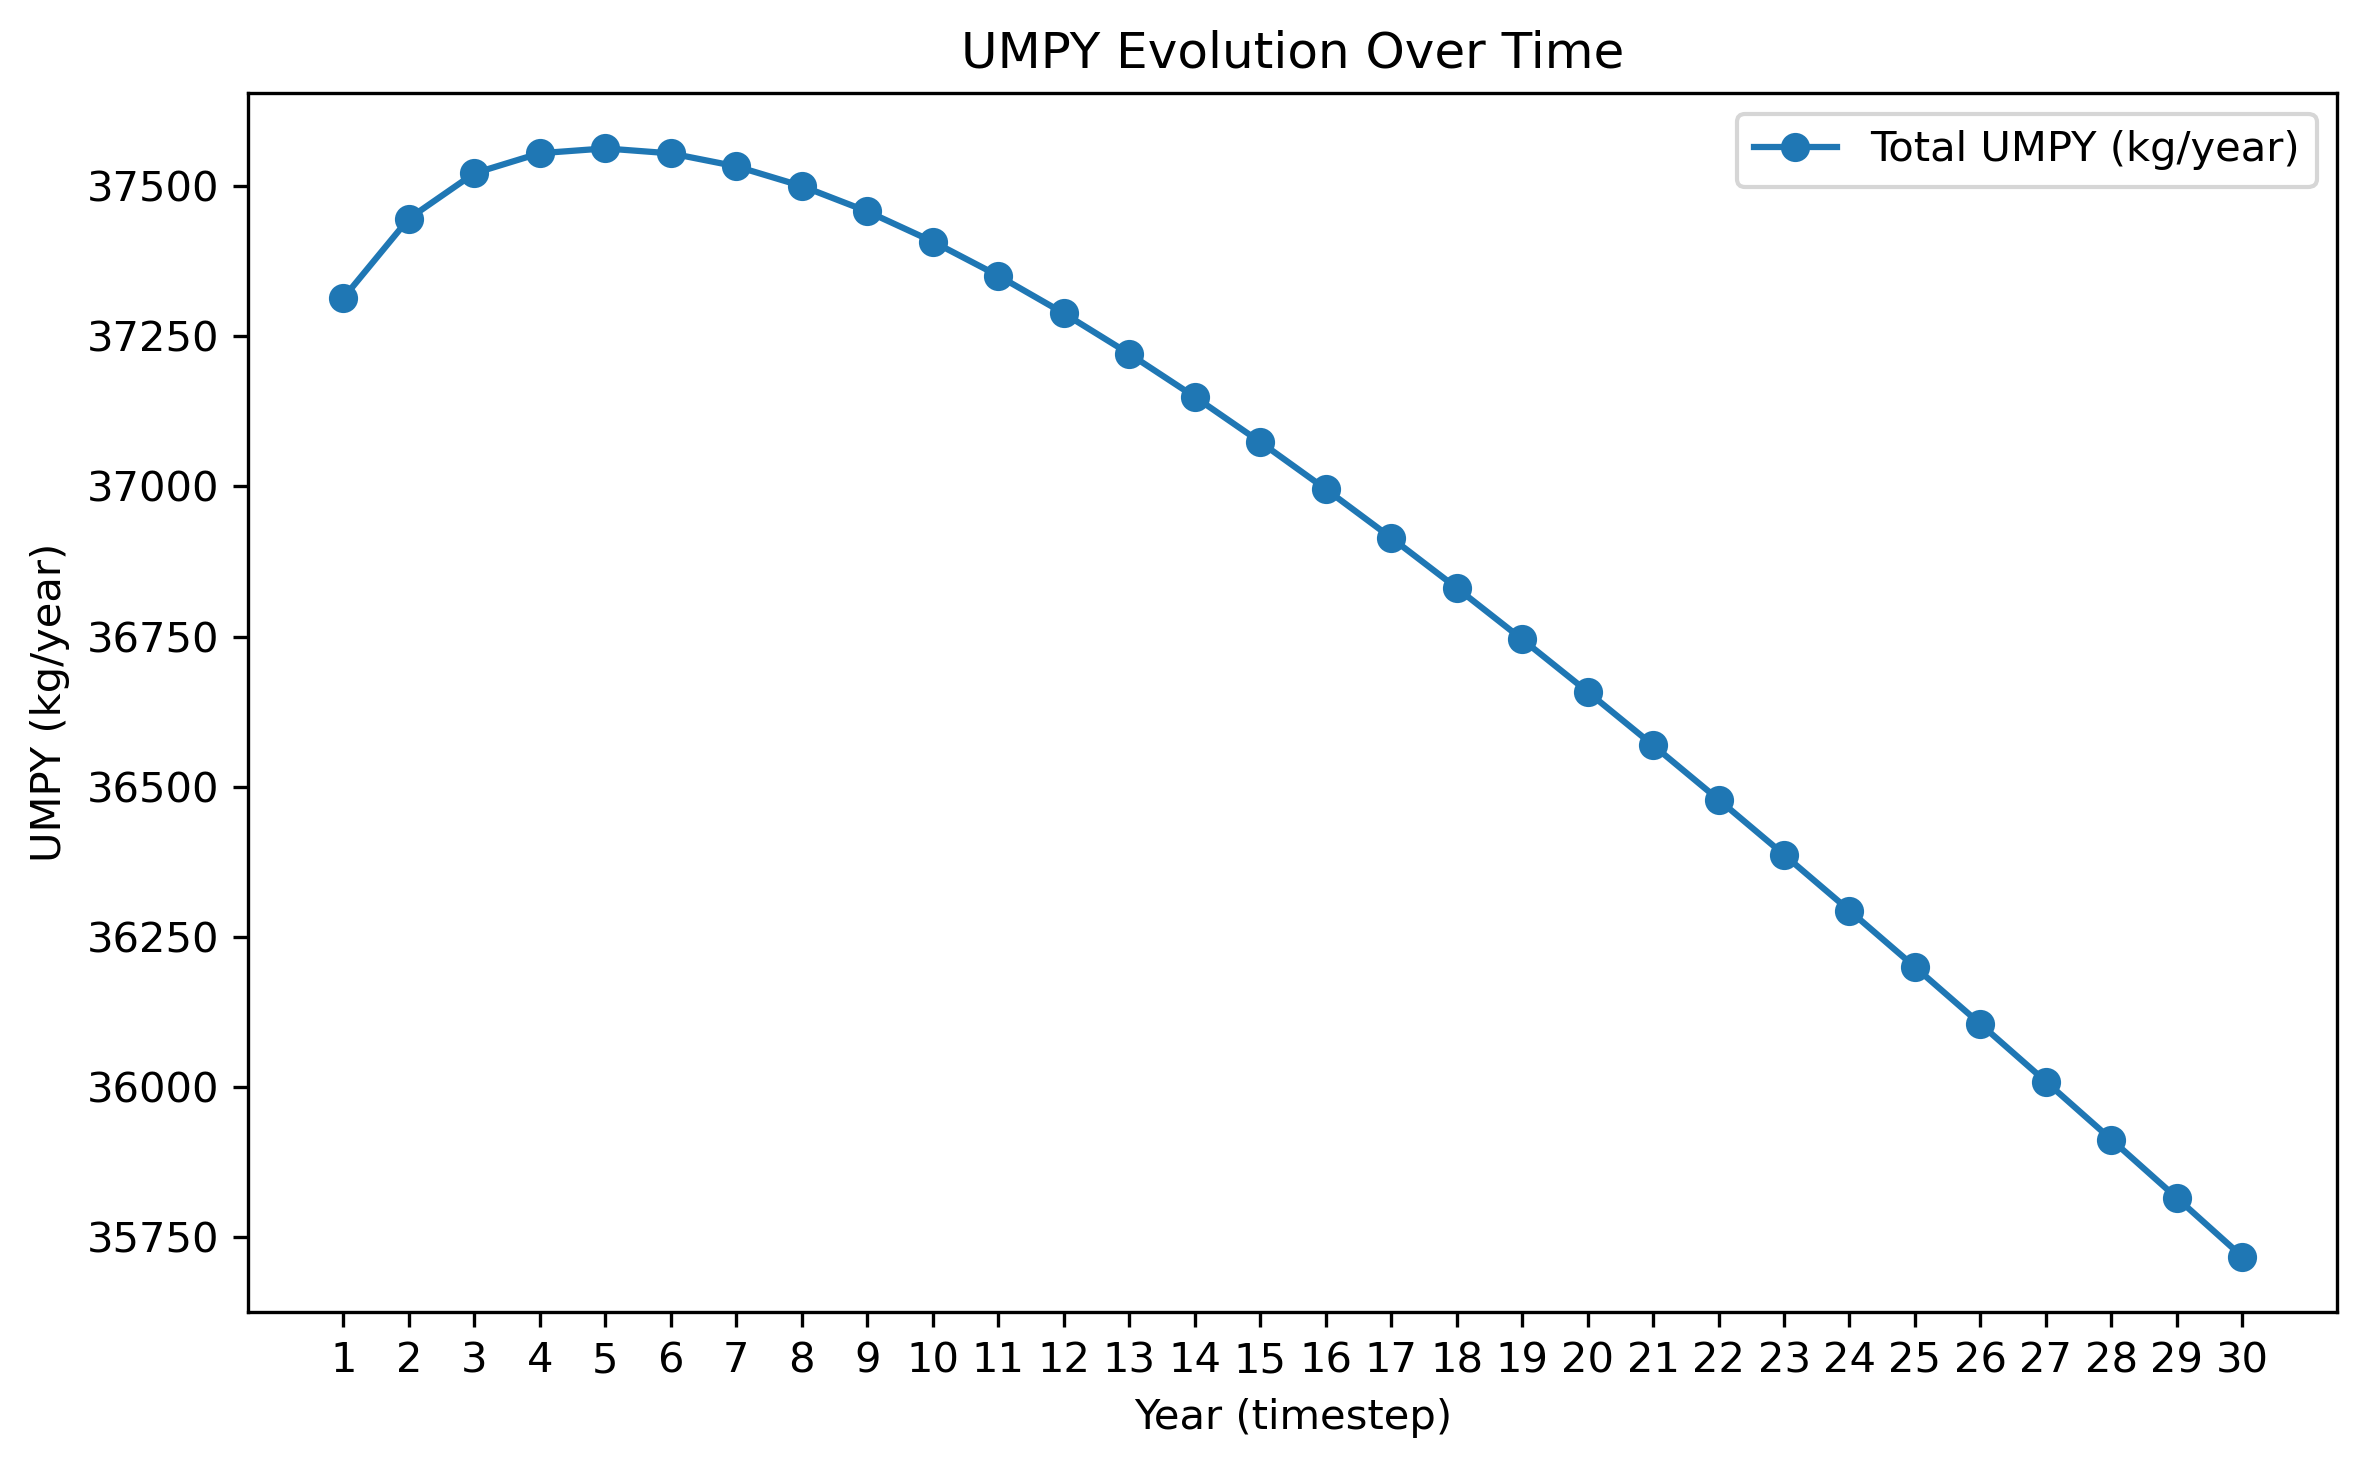 UMPY Evolution Over Time
Total UMPY (kg/year)
UMPY (kg/year)
37500
37250
37000
36750
36500
36250
36000
35750
1 2 3 4 5 6 7 8 9 10 11 12 13 14 15 16 17 18 19 20 21 22 23 24 25 26 27 28 29 30
Year (timestep)